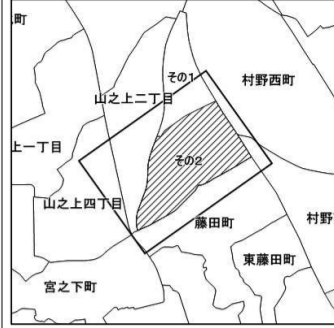 町
その1
村野西町
山之上二丁目
上一丁目
その2
山之上四丁目
藤田町
村野
東藤田町
宮之下町